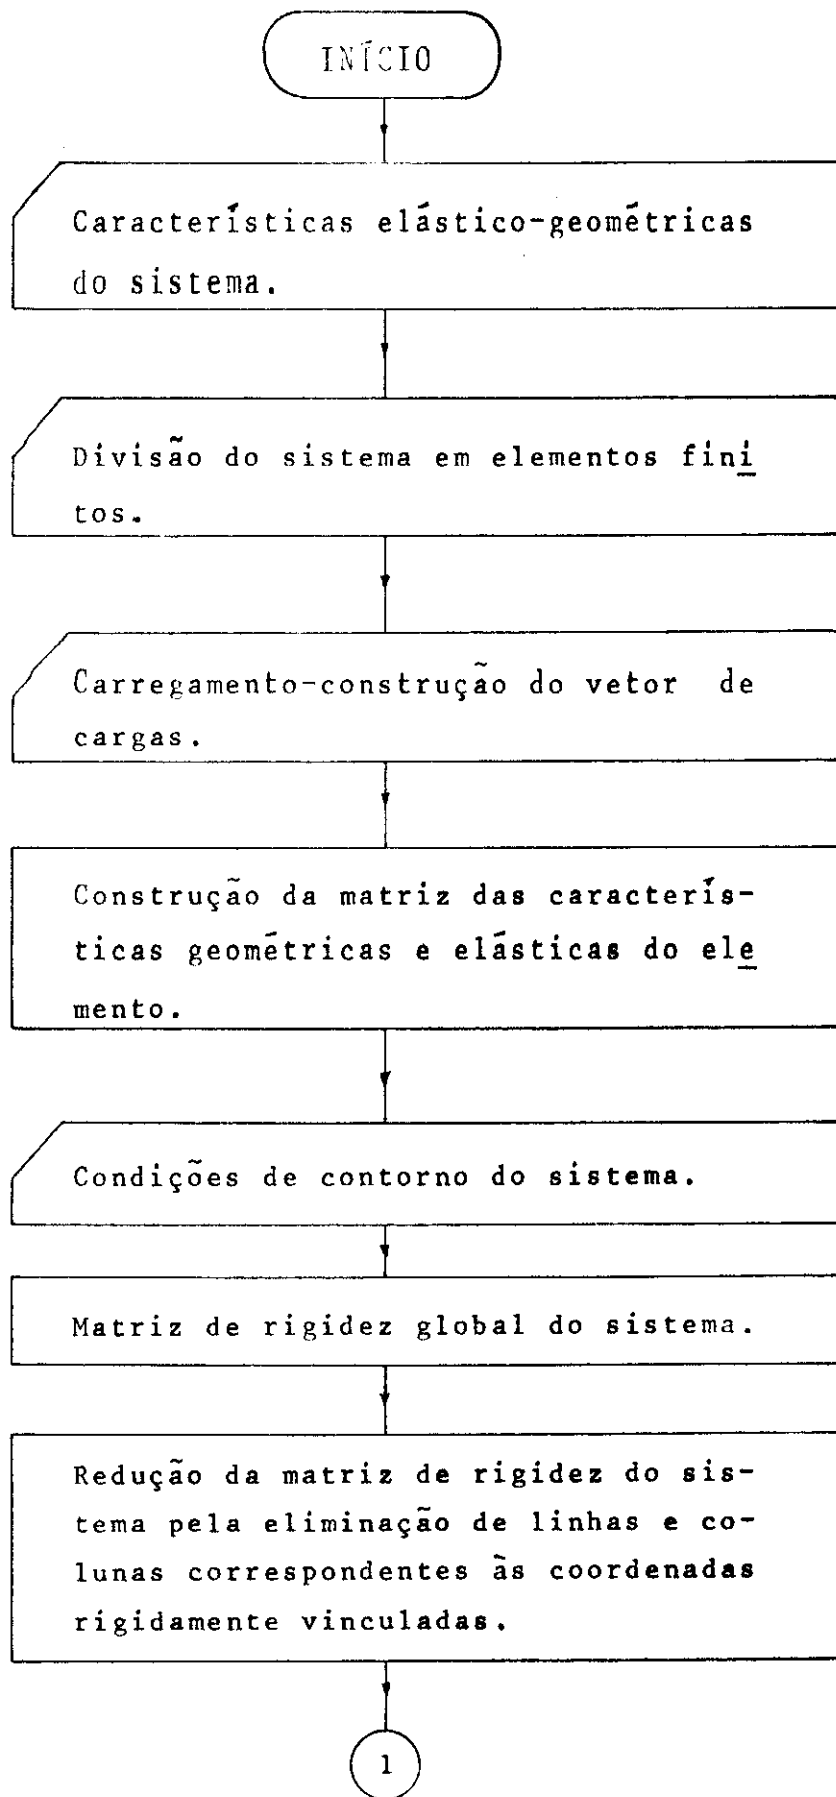 INÍCIO
Características elástico-geométricas
do sistema.
Divisão do sistema em elementos fini
tos.
Carregamento-construção do vetor de
cargas.
Construção da matriz das caracterís-
ticas geométricas e elásticas do ele
mento.
Condições de contorno do sistema.
Matriz de rigidez global do sistema.
Redução da matriz de rigidez do sis-
tema pela eliminação de linhas e co-
lunas correspondentes às coordenadas
rigidamente vinculadas.
1